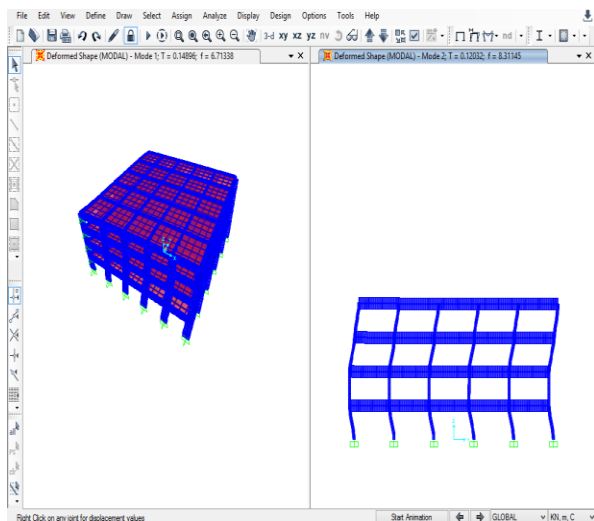 File Edit View Define Draw Select Assign Analyze Display Design Options Tools Help
3-d xy xz yz nv nd
Deformed Shape (MODAL) - Mode 1; T = 0.14896; f = 6.71338
Deformed Shape (MODAL) - Mode 2; T = 0.12032; f = 8.31145
all
Right Click on any joint for displacement values
Start Animation GLOBAL KN, m, C